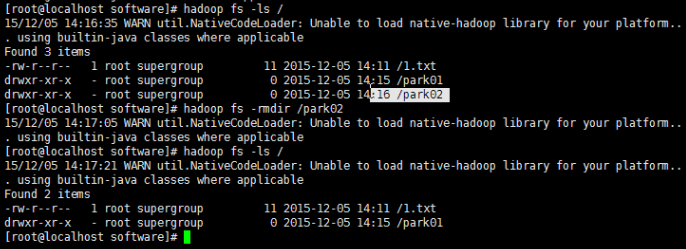 [root@localhost software]# hadoop fs -ls /
15/12/05 14:16:35 WARN util.NativeCodeLoader: Unable to load native-hadoop library for your platform..
. using builtin-java classes where applicable
Found 3 items
-rw-r--r-- 1 root supergroup 11 2015-12-05 14:11 /1.txt
drwxr-xr-x - root supergroup 0 2015-12-05 14:15 /park01
drwxr-xr-x - root supergroup 0 2015-12-05 14:16 /park02
[root@localhost software]# hadoop fs -rmdir /park02
15/12/05 14:17:05 WARN util.NativeCodeLoader: Unable to load native-hadoop library for your platform..
. using builtin-java classes where applicable
[root@localhost software]# hadoop fs -ls /
15/12/05 14:17:21 WARN util.NativeCodeLoader: Unable to load native-hadoop library for your platform..
. using builtin-java classes where applicable
Found 2 items
-rw-r--r-- 1 root supergroup 11 2015-12-05 14:11 /1.txt
drwxr-xr-x - root supergroup 0 2015-12-05 14:15 /park01
[root@localhost software]#